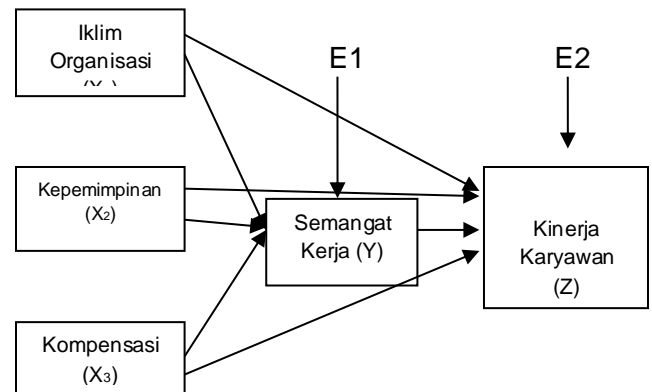 Iklim
Organisasi
E1
E2
Kepemimpinan
(X2)
Semangat
Kerja (Y)
Kinerja
Karyawan
(Z)
Kompensasi
(X3)